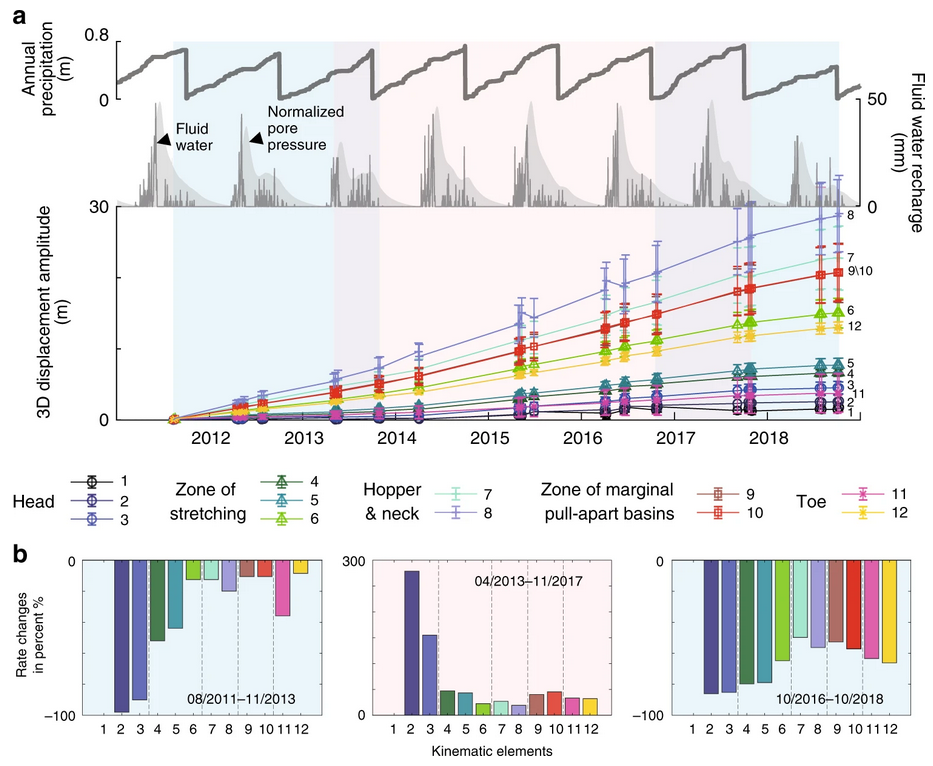 a
0.8
Annual
precipitation
(m)
0
Fluid
water
Normalized
pore
pressure
50
Fluid water recharge
(mm)
0
30
3D displacement amplitude
(m)
0
8
7
9\10
6
12
5
4
3
11
2
1
2012 2013 2014 2015 2016 2017 2018
Head
1
2
3
Zone of
stretching
4
5
6
Hopper
& neck
7
8
Zone of marginal
pull-apart basins
9
10
Toe
11
12
b
Rate changes
in percent %
0
–100
08/2011–11/2013
1 2 3 4 5 6 7 8 9 10 11 12
300
0
04/2013–11/2017
1 2 3 4 5 6 7 8 9 10 11 12
Kinematic elements
0
–100
10/2016–10/2018
1 2 3 4 5 6 7 8 9 10 11 12